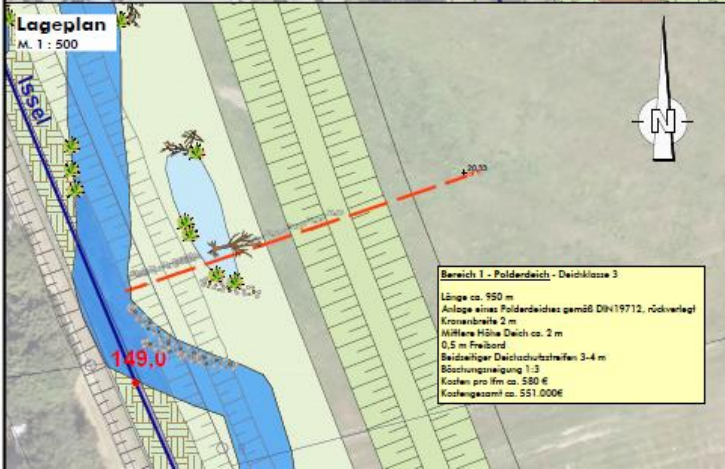 Lageplan
M. 1 : 500
Issel
N
20,55
149,0
Bereich 1 - Polderdeich - Deichklasse 3
Länge ca. 950 m
Anlage eines Polderdeiches gemäß DIN19712, rückverlegt
Kronenbreite 2 m
Mittlere Höhe Deich ca. 2 m
0,5 m Freibord
Beidseitiger Deichschutzstreifen 3-4 m
Böschungsneigung 1:3
Kosten pro lfm ca. 580 €
Kostengesamt ca. 551.000€